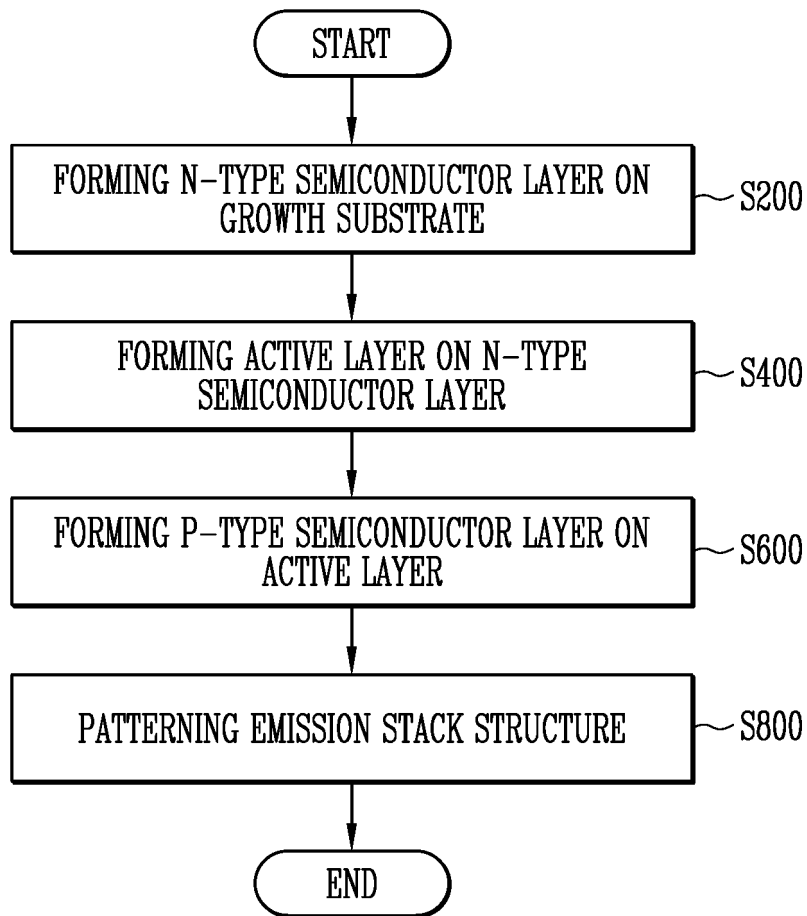 START
FORMING N-TYPE SEMICONDUCTOR LAYER ON
GROWTH SUBSTRATE
S200
FORMING ACTIVE LAYER ON N-TYPE
SEMICONDUCTOR LAYER
S400
FORMING P-TYPE SEMICONDUCTOR LAYER ON
ACTIVE LAYER
S600
PATTERNING EMISSION STACK STRUCTURE
S800
END